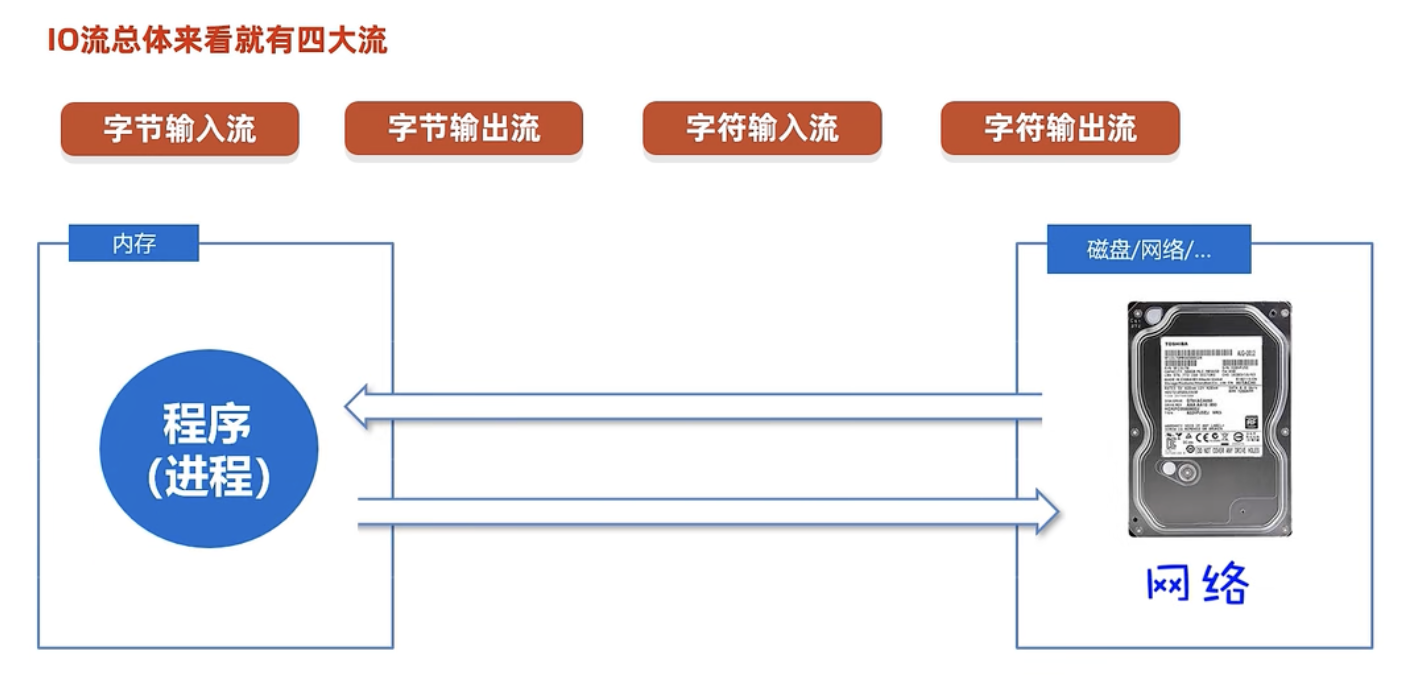 IO流总体来看就有四大流
字节输入流
字节输出流
字符输入流
字符输出流
内存
磁盘/网络/...
程序
(进程)
TOSHIBA
DO NOT COVER ANY DRIVE HOLES
网络